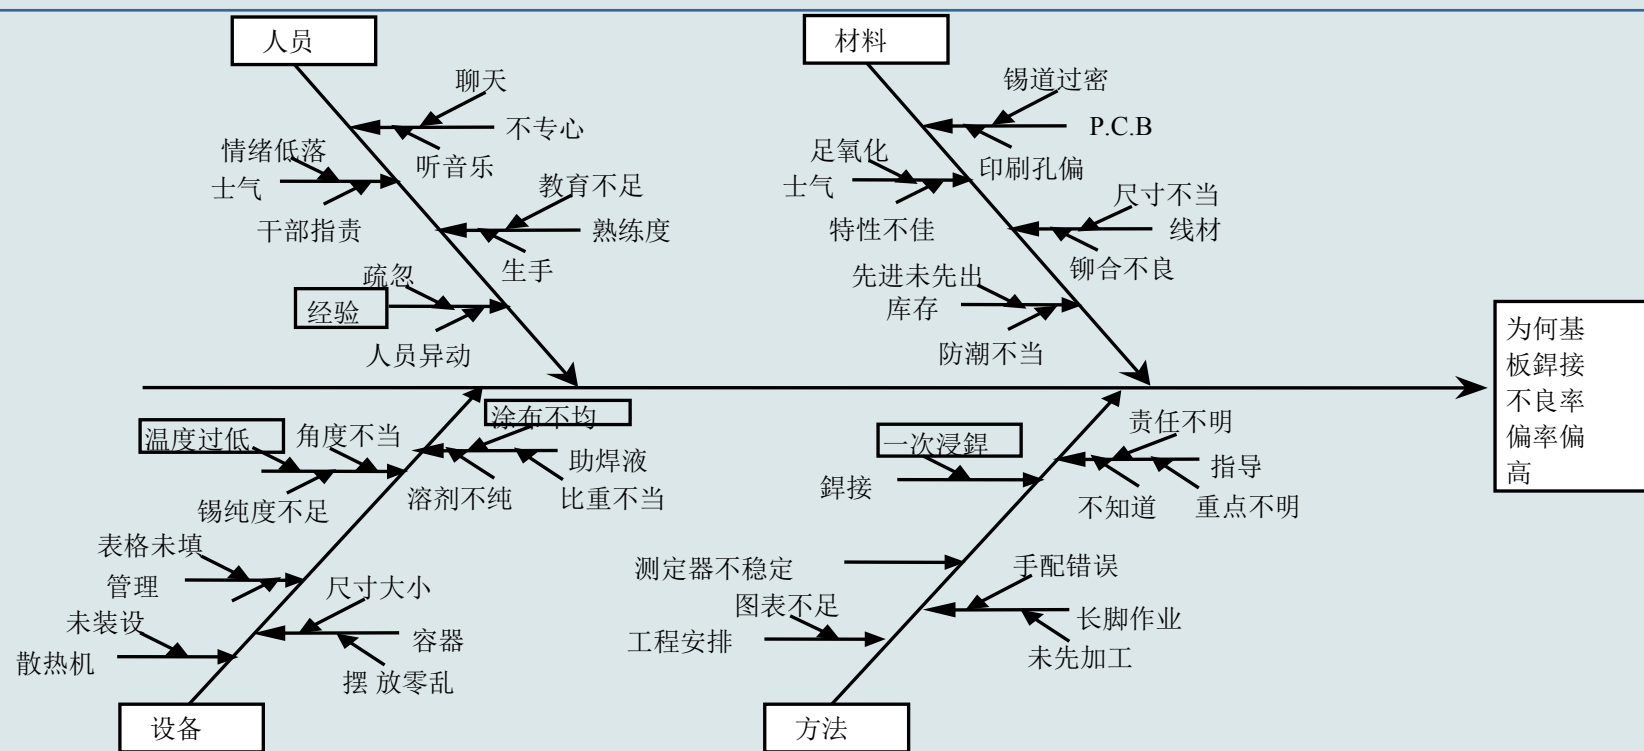 人员
材料
聊天
不专心
听音乐
情绪低落
士气
干部指责
教育不足
熟练度
生手
疏忽
经验
人员异动
锡道过密
P.C.B
印刷孔偏
足氧化
士气
特性不佳
尺寸不当
线材
铆合不良
先进未先出
库存
防潮不当
为何基
板銲接
不良率
偏率偏
高
涂布不均
温度过低
角度不当
助焊液
溶剂不纯
比重不当
锡纯度不足
表格未填
管理
尺寸大小
未装设
容器
散热机
摆 放零乱
责任不明
一次浸銲
指导
銲接
不知道
重点不明
测定器不稳定
手配错误
图表不足
长脚作业
工程安排
未先加工
设备
方法